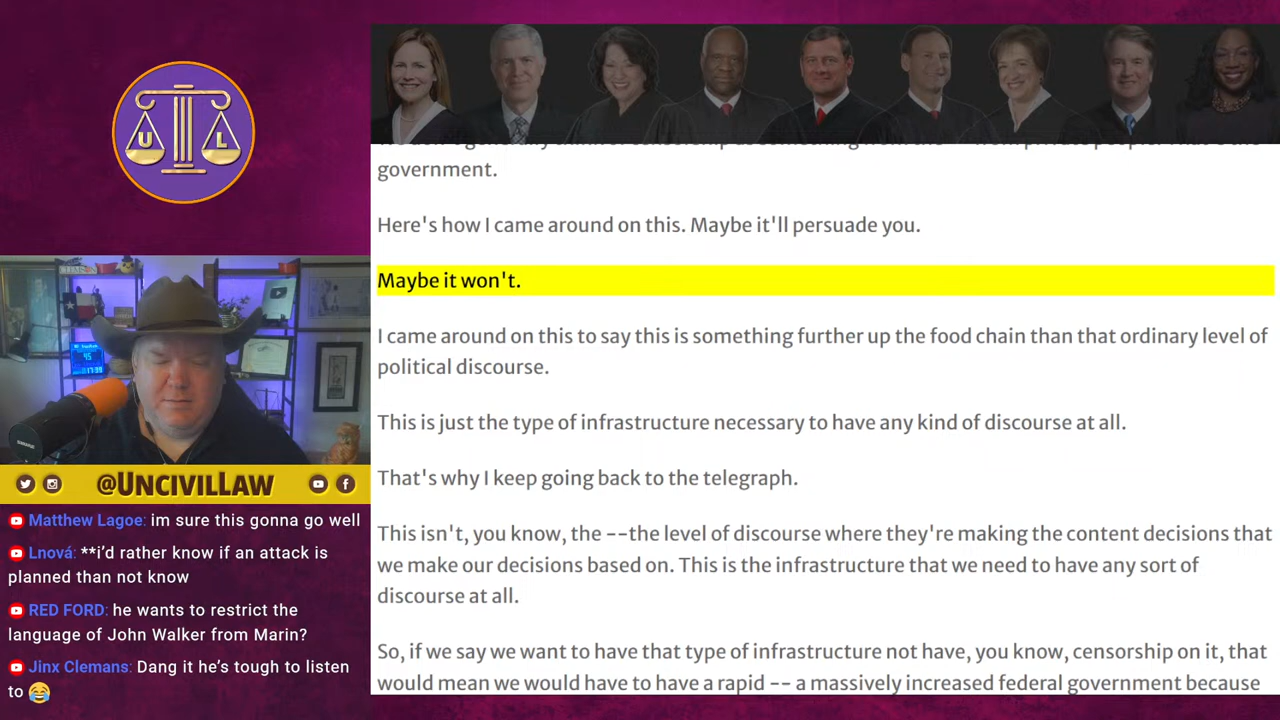 U L
government.
Here's how I came around on this. Maybe it'll persuade you.
Maybe it won't.
I came around on this to say this is something further up the food chain than that ordinary level of
political discourse.
This is just the type of infrastructure necessary to have any kind of discourse at all.
That's why I keep going back to the telegraph.
This isn't, you know, the --the level of discourse where they're making the content decisions that
we make our decisions based on. This is the infrastructure that we need to have any sort of
discourse at all.
So, if we say we want to have that type of infrastructure not have, you know, censorship on it, that
would mean we would have to have a rapid -- a massively increased federal government because
45
17:39
@UNCIVILLAW
Matthew Lagoe: im sure this gonna go well
Lnová: **i'd rather know if an attack is
planned than not know
RED FORD: he wants to restrict the
language of John Walker from Marin?
Jinx Clemans: Dang it he's tough to listen
to 😂